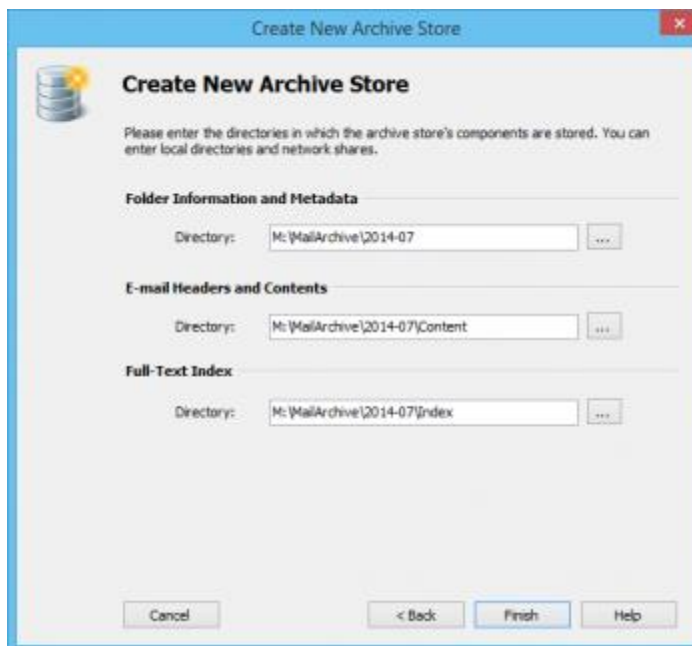 Create New Archive Store
Create New Archive Store
Please enter the directories in which the archive store's components are stored. You can
enter local directories and network shares.
Folder Information and Metadata
Directory: M:\MailArchive\2014-07 ...
E-mail Headers and Contents
Directory: M:\MailArchive\2014-07\Content ...
Full-Text Index
Directory: M:\MailArchive\2014-07\Index ...
Cancel < Back Finish Help